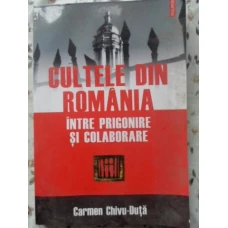 CULTELE DIN
ROMÂNIA
ÎNTRE PRIGONIRE
ȘI COLABORARE
Carmen Chivu-Duță